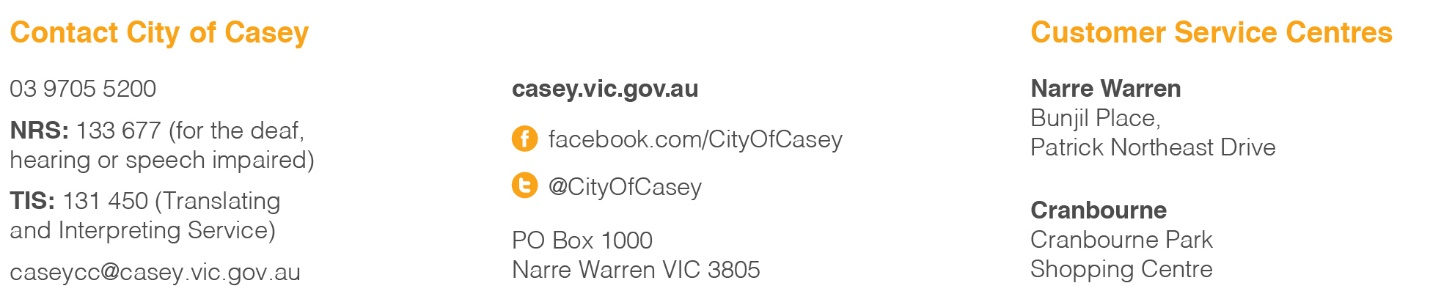 Contact City of Casey
03 9705 5200
NRS: 133 677 (for the deaf,
hearing or speech impaired)
TIS: 131 450 (Translating
and Interpreting Service)
caseycc@casey.vic.gov.au
casey.vic.gov.au
facebook.com/CityOfCasey
@CityOfCasey
PO Box 1000
Narre Warren VIC 3805
Customer Service Centres
Narre Warren
Bunjil Place,
Patrick Northeast Drive
Cranbourne
Cranbourne Park
Shopping Centre